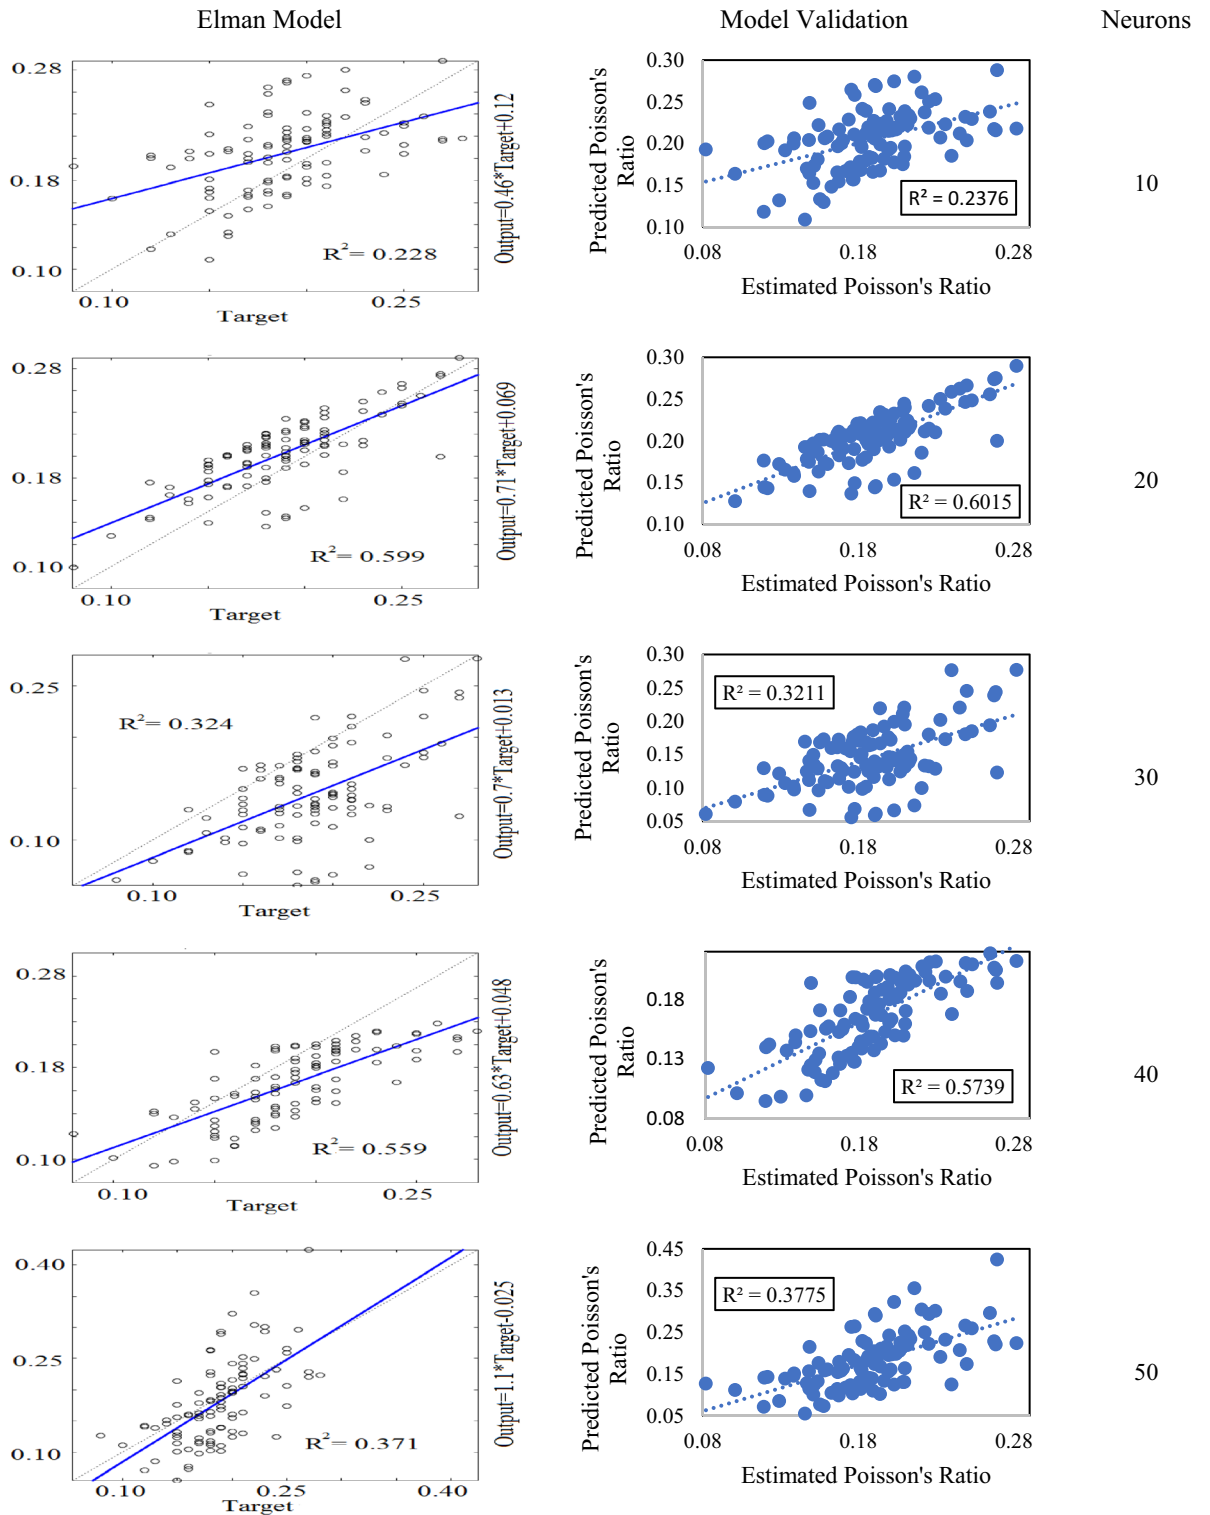 Elman Model Model Validation Neurons
0.28
0.18
0.10
0.10 0.25
Target
R²= 0.228
Output=0.46*Target+0.12
0.30
0.25
0.20
0.15
0.10
0.08 0.18 0.28
Predicted Poisson's
Ratio
R² = 0.2376
Estimated Poisson's Ratio
10
0.28
0.18
0.10
0.10 0.25
Target
R²= 0.599
Output=0.71*Target+0.069
0.30
0.25
0.20
0.15
0.10
0.08 0.18 0.28
Predicted Poisson's
Ratio
R² = 0.6015
Estimated Poisson's Ratio
20
0.25
0.10
0.10 0.25
Target
R²= 0.324
Output=0.7*Target+0.013
0.30
0.25
0.20
0.15
0.10
0.05
0.08 0.18 0.28
Predicted Poisson's
Ratio
R² = 0.3211
Estimated Poisson's Ratio
30
0.28
0.18
0.10
0.10 0.25
Target
R²= 0.559
Output=0.63*Target+0.048
0.18
0.13
0.08
0.08 0.18 0.28
Predicted Poisson's
Ratio
R² = 0.5739
Estimated Poisson's Ratio
40
0.40
0.25
0.10
0.10 0.25 0.40
Target
R²= 0.371
Output=1.1*Target-0.025
0.45
0.35
0.25
0.15
0.05
0.08 0.18 0.28
Predicted Poisson's
Ratio
R² = 0.3775
Estimated Poisson's Ratio
50